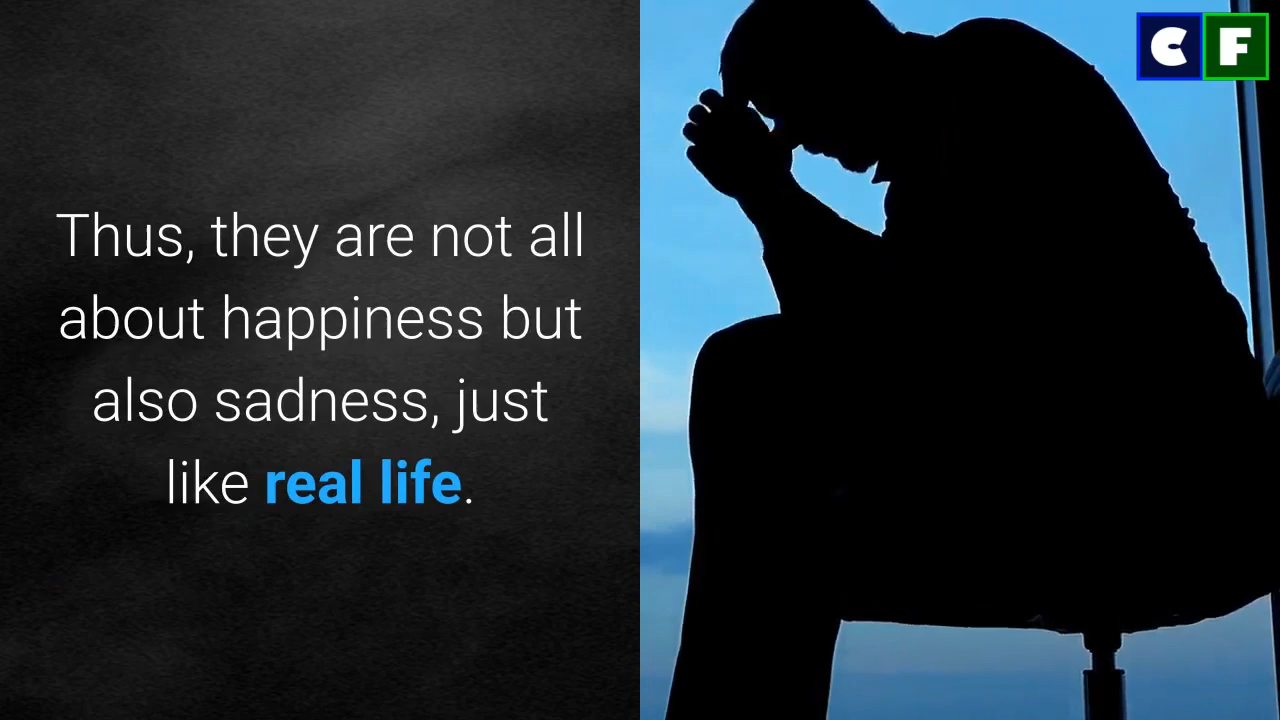 Thus, they are not all
about happiness but
also sadness, just
like real life.
CF